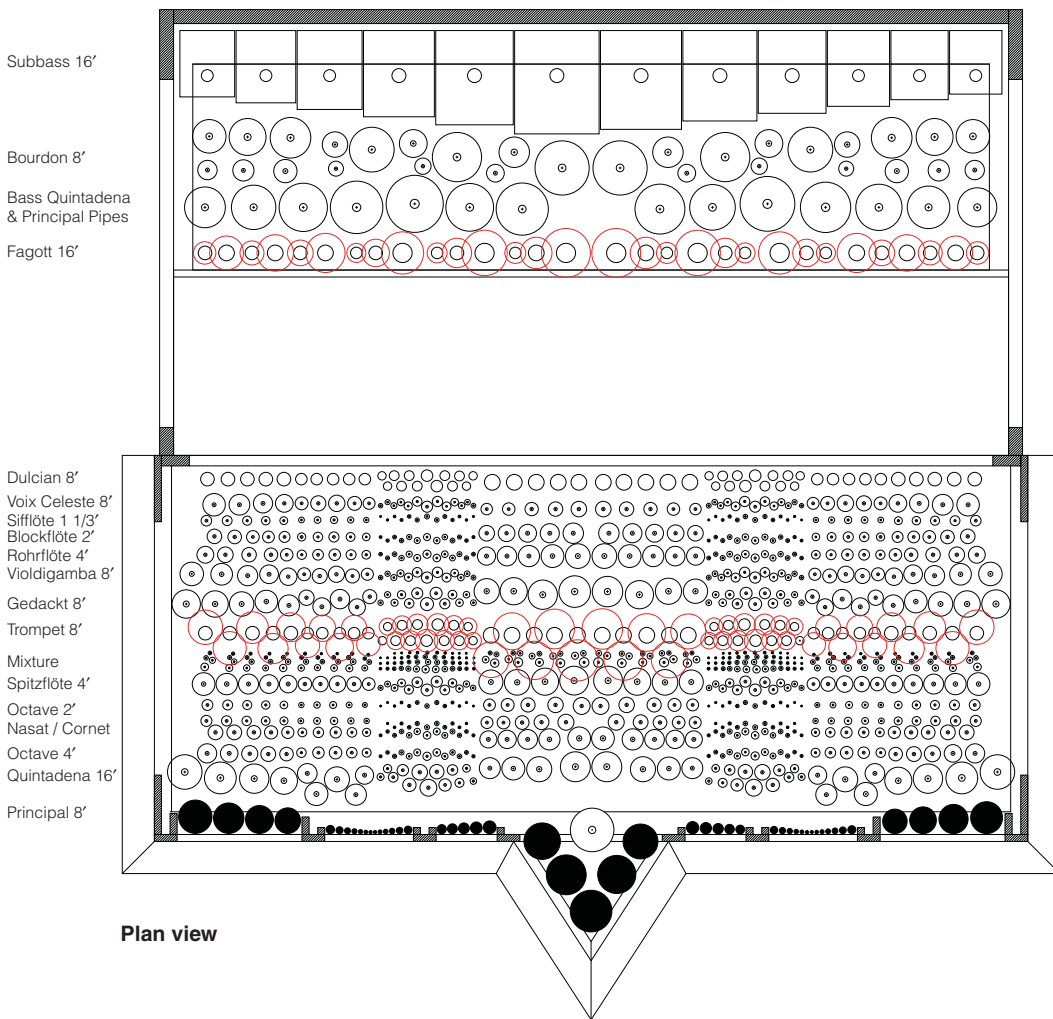 Subbass 16′
Bourdon 8′
Bass Quintadena
& Principal Pipes
Fagott 16′
Dulcian 8′
Voix Celeste 8′
Sifflöte 1 1/3′
Blockflöte 2′
Rohrflöte 4′
Violdigamba 8′
Gedackt 8′
Trompet 8′
Mixture
Spitzflöte 4′
Octave 2′
Nasat / Cornet
Octave 4′
Quintadena 16′
Principal 8′
Plan view